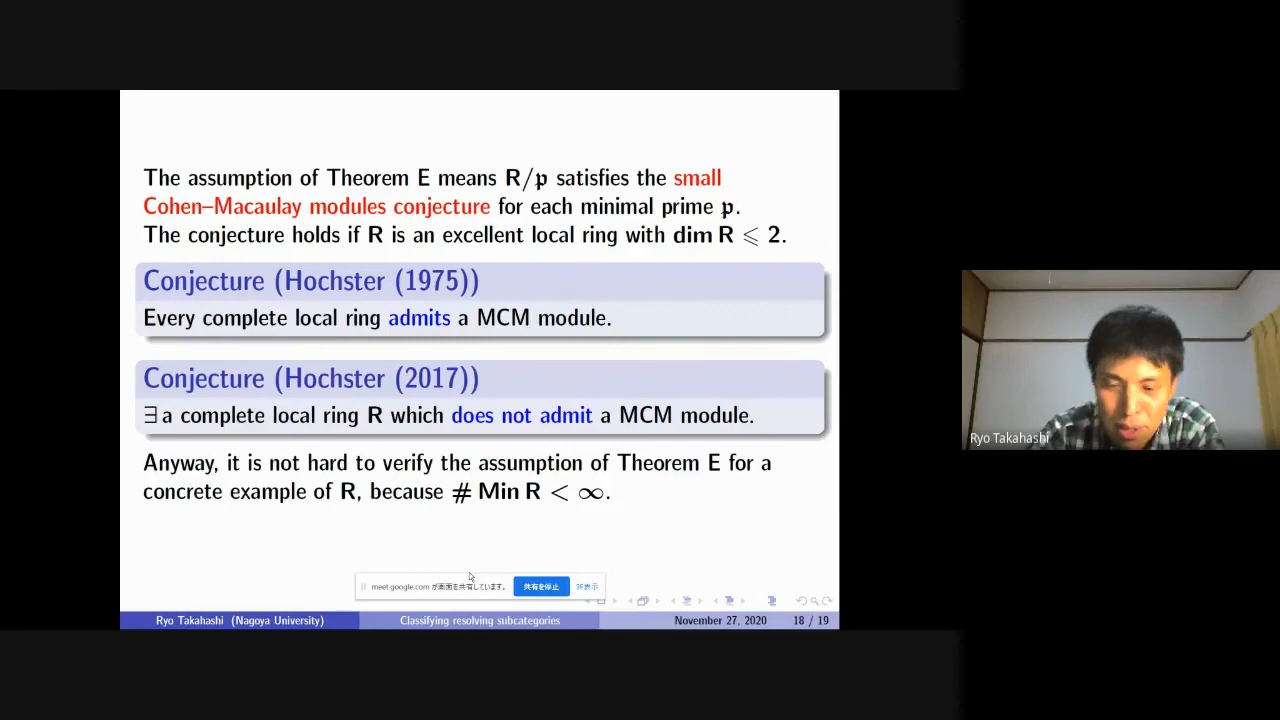 The assumption of Theorem E means R/𝔭 satisfies the small
Cohen–Macaulay modules conjecture for each minimal prime 𝔭.
The conjecture holds if R is an excellent local ring with dim R ⩽ 2.
Conjecture (Hochster (1975))
Every complete local ring admits a MCM module.
Conjecture (Hochster (2017))
∃ a complete local ring R which does not admit a MCM module.
Anyway, it is not hard to verify the assumption of Theorem E for a
concrete example of R, because # Min R < ∞.
meet.google.com が画面を共有しています。 共有を停止 非表示
Ryo Takahashi (Nagoya University) Classifying resolving subcategories November 27, 2020 18 / 19
Ryo Takahashi